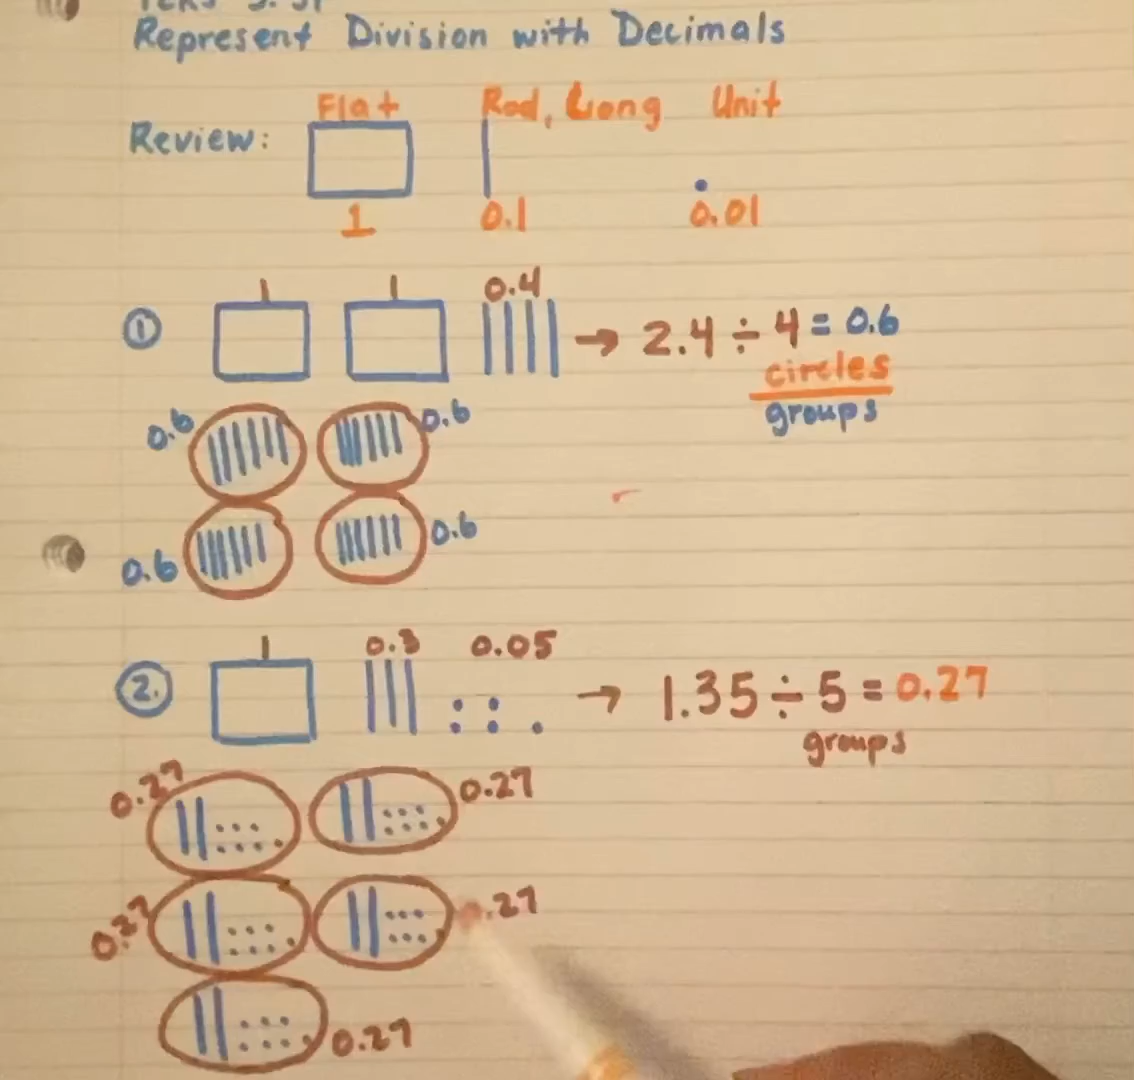 Represent Division with Decimals
Flat Rod, Long Unit
Review:
1 0.1 0.01
1 1 0.4
① → 2.4 ÷ 4 = 0.6
circles
groups
0.6 0.6
0.6 0.6
1 0.3 0.05
2. → 1.35 ÷ 5 = 0.27
groups
0.27 0.27
0.27 .27
0.27